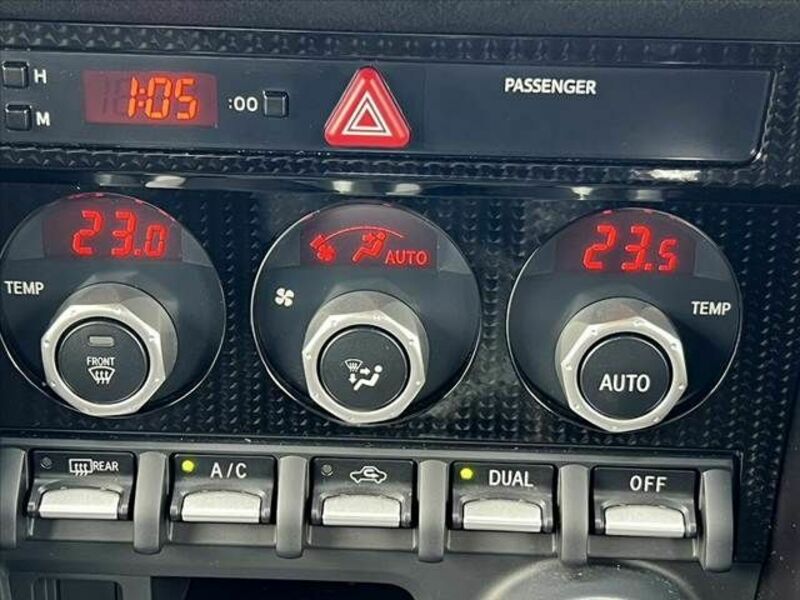 H
M
1:05
:00
PASSENGER
23.0
AUTO
23.5
TEMP
TEMP
FRONT
AUTO
REAR
A/C
DUAL
OFF